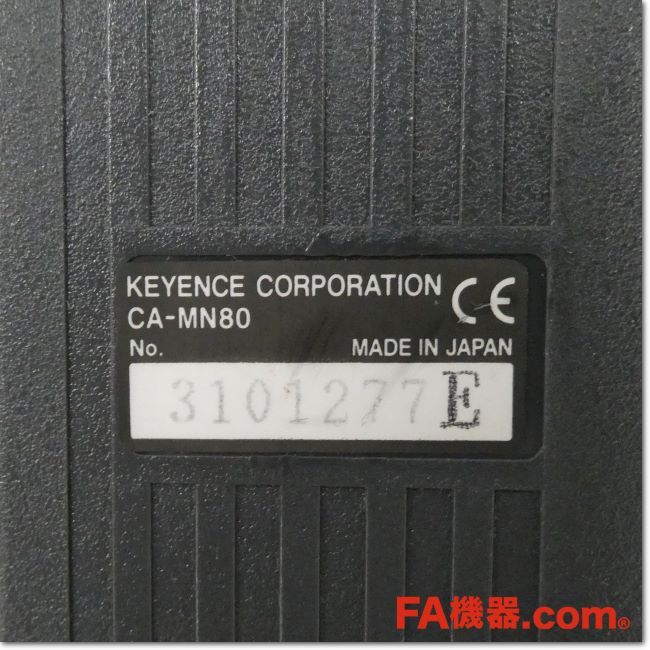 KEYENCE CORPORATION CE
CA-MN80
No. MADE IN JAPAN
3101277E
FA機器.com®